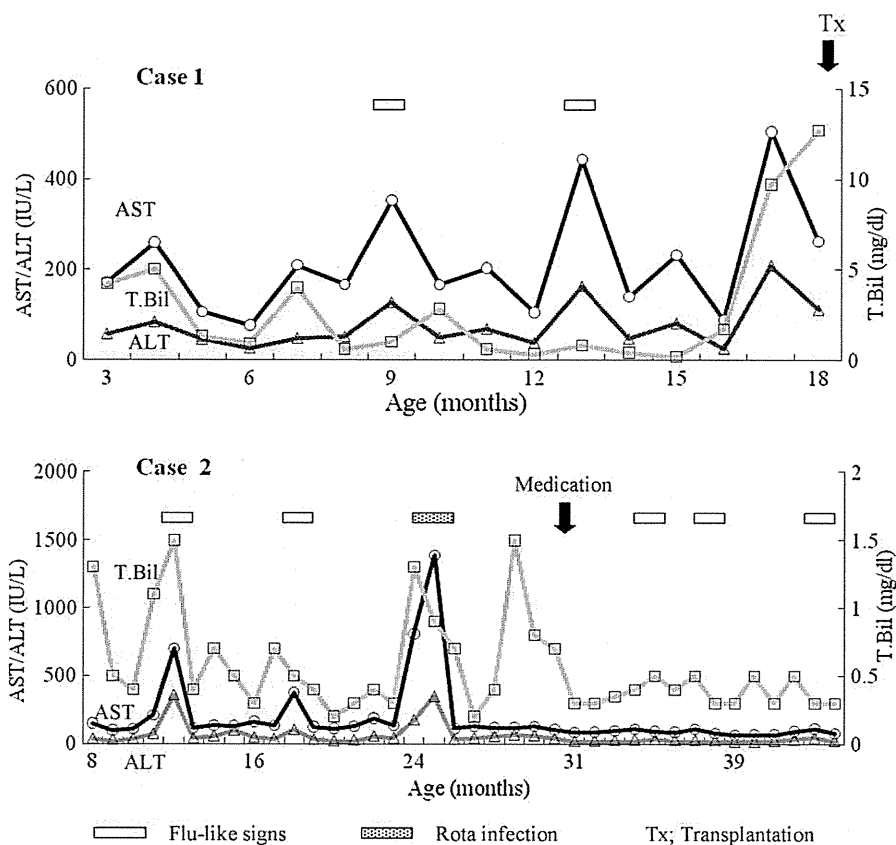 Tx
Case 1
600
400
200
0
15
10
5
0
AST/ALT (IU/L)
T.Bil (mg/dl)
AST
T.Bil
ALT
3 6 9 12 15 18
Age (months)
Case 2
Medication
2000
1500
1000
500
0
2
1.5
1
0.5
0
AST/ALT (IU/L)
T.Bil (mg/dl)
T.Bil
AST
ALT
8 16 24 31 39
Age (months)
Flu-like signs Rota infection Tx; Transplantation